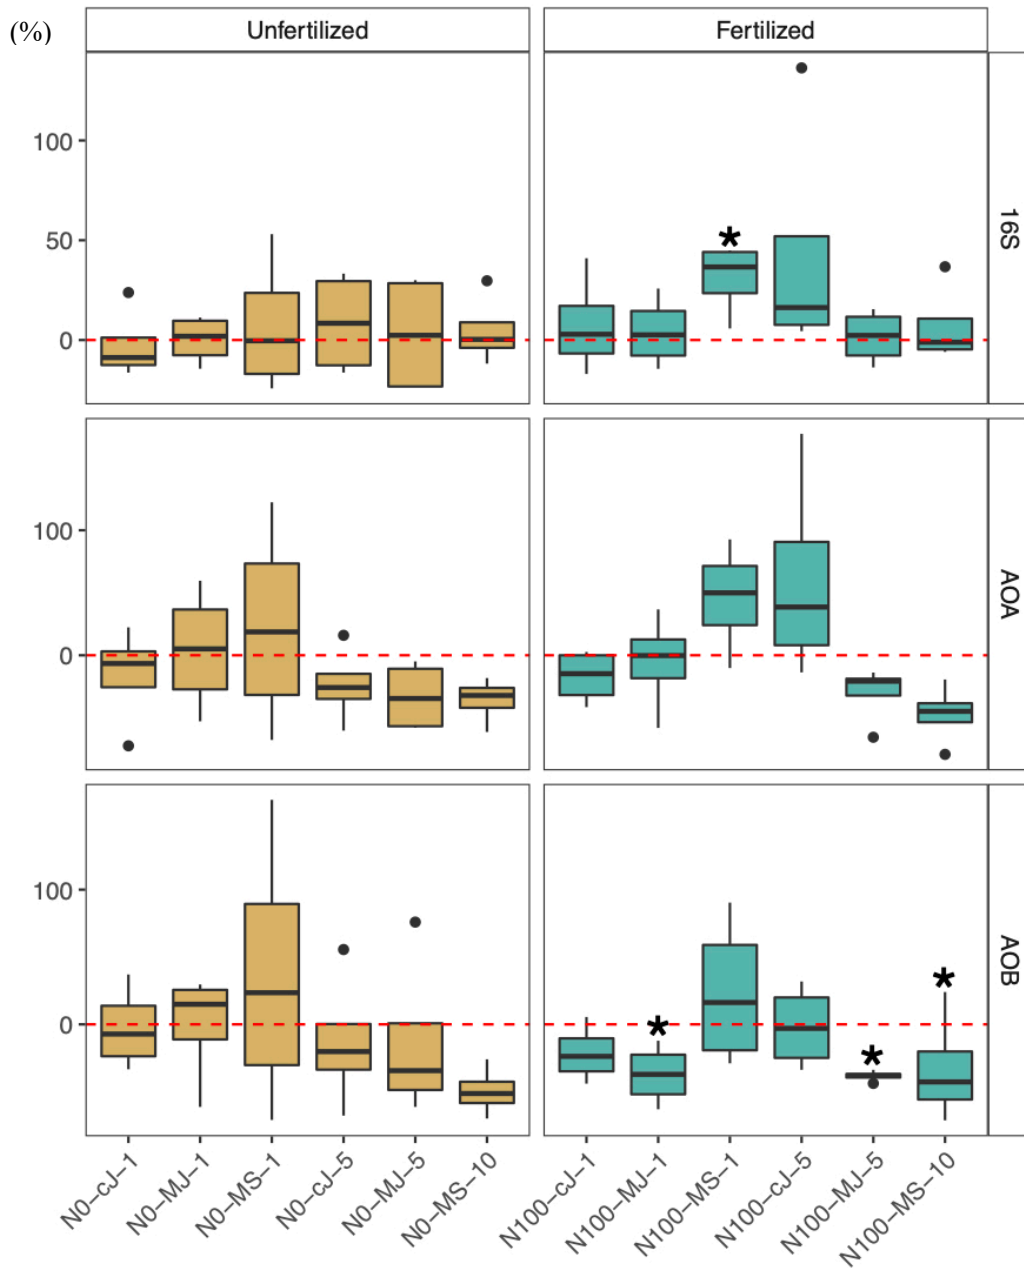 (%)
Unfertilized
Fertilized
100
50
0
16S
*
100
0
AOA
100
0
AOB
*
*
*
N0−cJ−1
N0−MJ−1
N0−MS−1
N0−cJ−5
N0−MJ−5
N0−MS−10
N100−cJ−1
N100−MJ−1
N100−MS−1
N100−cJ−5
N100−MJ−5
N100−MS−10